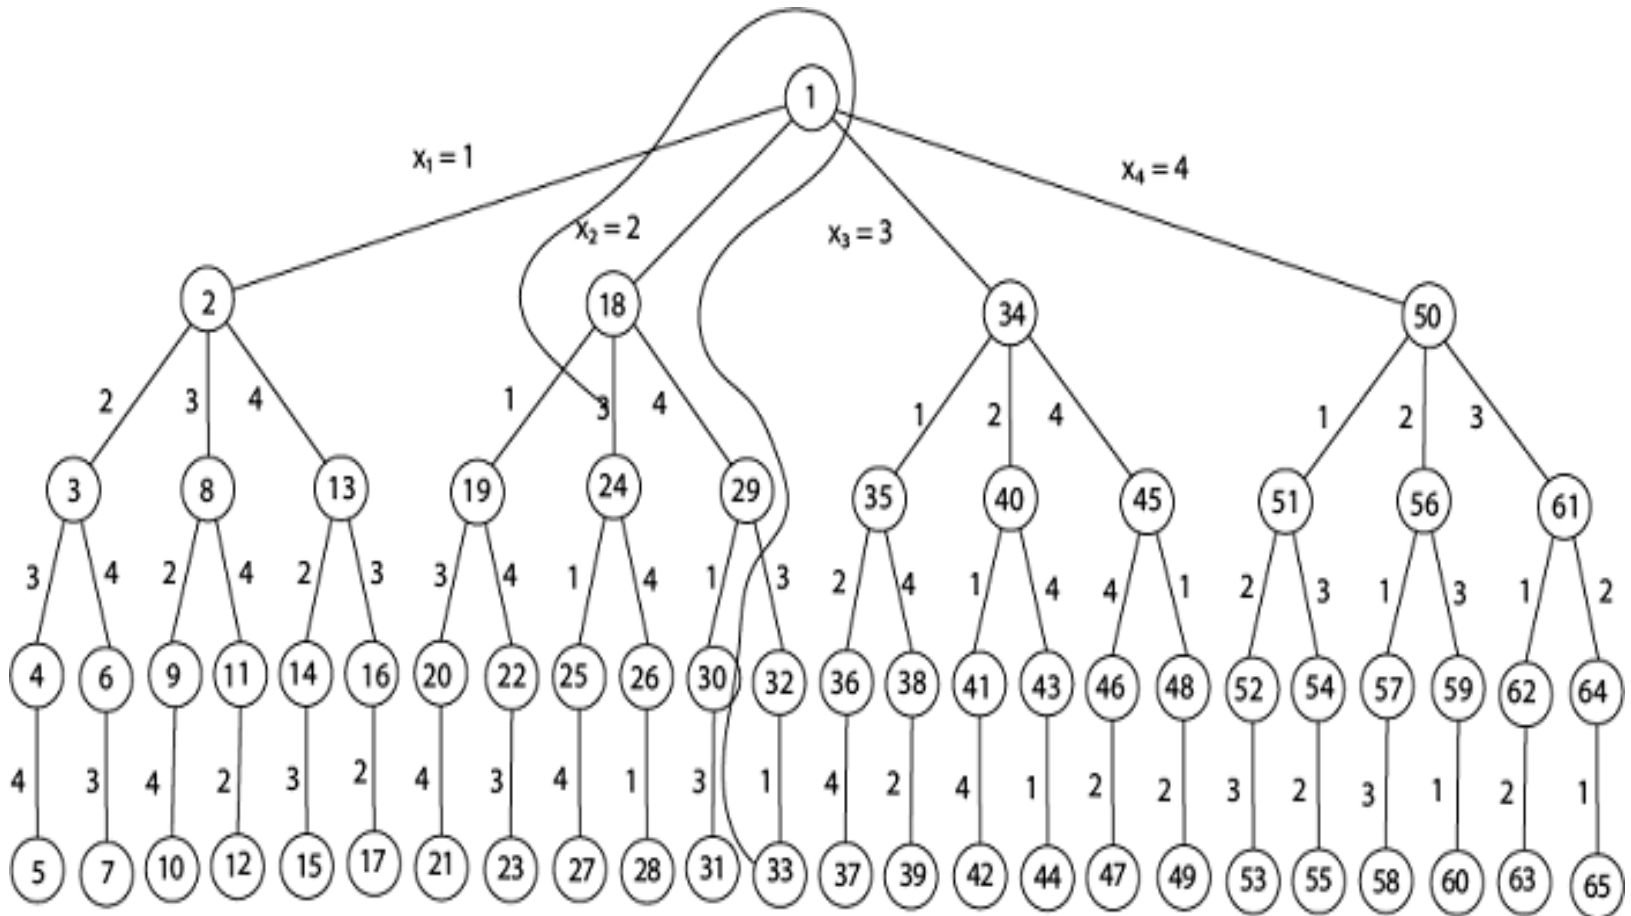 1
x₁ = 1
x₄ = 4
x₂ = 2
x₃ = 3
2 18 34 50
2 3 4 1 3 4 1 2 4 1 2 3
3 8 13 19 24 29 35 40 45 51 56 61
3 4 2 4 2 3 3 4 1 4 1 3 2 4 1 4 4 1 2 3 1 3 1 2
4 6 9 11 14 16 20 22 25 26 30 32 36 38 41 43 46 48 52 54 57 59 62 64
4 3 4 2 3 2 4 3 4 1 3 1 4 2 4 1 2 2 3 2 3 1 2 1
5 7 10 12 15 17 21 23 27 28 31 33 37 39 42 44 47 49 53 55 58 60 63 65